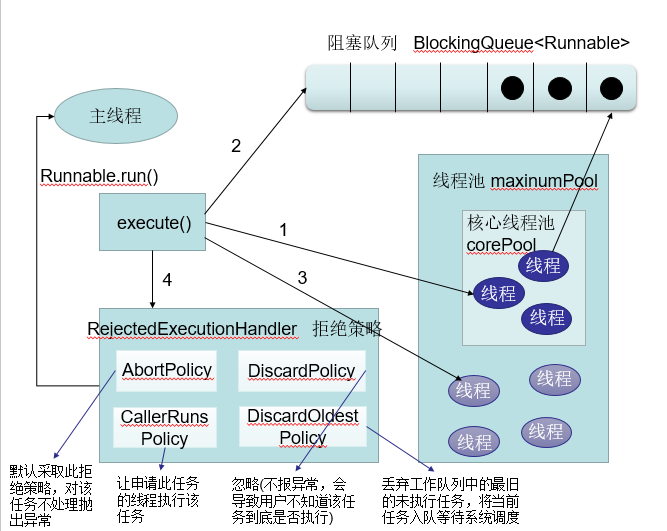 阻塞队列 BlockingQueue<Runnable>
主线程
2
Runnable.run()
线程池 maxinumPool
execute()
1
核心线程池
corePool
线程
线程
线程
3
4
RejectedExecutionHandler 拒绝策略
AbortPolicy
DiscardPolicy
线程
线程
CallerRuns
Policy
DiscardOldest
Policy
线程
线程
默认采取此拒
绝策略，对该
任务不处理抛
出异常
让申请此任务
的线程执行该
任务
忽略(不报异常，会
导致用户不知道该任
务到底是否执行)
丢弃工作队列中的最旧
的未执行任务，将当前
任务入队等待系统调度